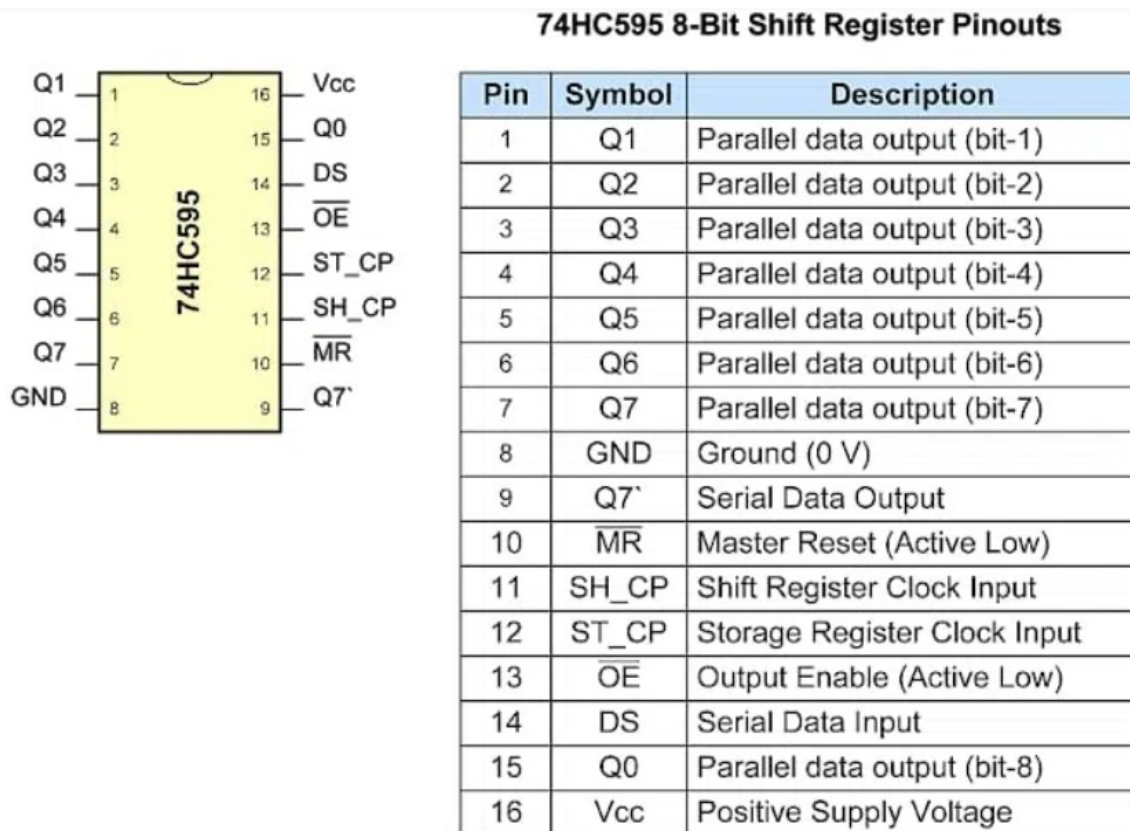 74HC595 8-Bit Shift Register Pinouts
Q1 1 16 Vcc
Q2 2 15 Q0
Q3 3 14 DS
Q4 4 13 O̅E̅
Q5 5 12 ST_CP
Q6 6 11 SH_CP
Q7 7 10 M̅R̅
GND 8 9 Q7`
74HC595
Pin Symbol Description
1 Q1 Parallel data output (bit-1)
2 Q2 Parallel data output (bit-2)
3 Q3 Parallel data output (bit-3)
4 Q4 Parallel data output (bit-4)
5 Q5 Parallel data output (bit-5)
6 Q6 Parallel data output (bit-6)
7 Q7 Parallel data output (bit-7)
8 GND Ground (0 V)
9 Q7` Serial Data Output
10 M̅R̅ Master Reset (Active Low)
11 SH_CP Shift Register Clock Input
12 ST_CP Storage Register Clock Input
13 O̅E̅ Output Enable (Active Low)
14 DS Serial Data Input
15 Q0 Parallel data output (bit-8)
16 Vcc Positive Supply Voltage